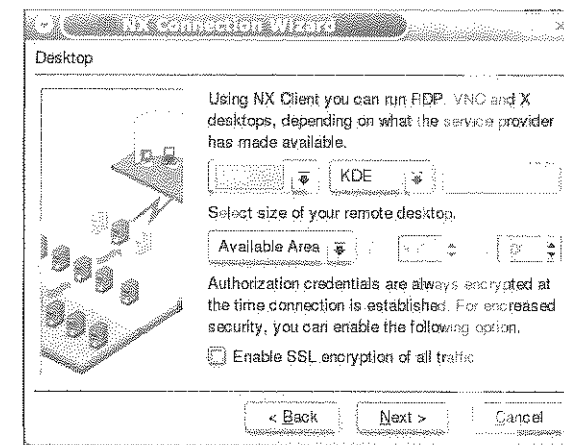 NX Connection Wizard
Desktop
Using NX Client you can run RDP, VNC and X
desktops, depending on what the service provider
has made available.
KDE
Select size of your remote desktop.
Available Area
Authorization credentials are always encrypted at
the time connection is established. For encreased
security, you can enable the following option.
Enable SSL encryption of all traffic
< Back
Next >
Cancel